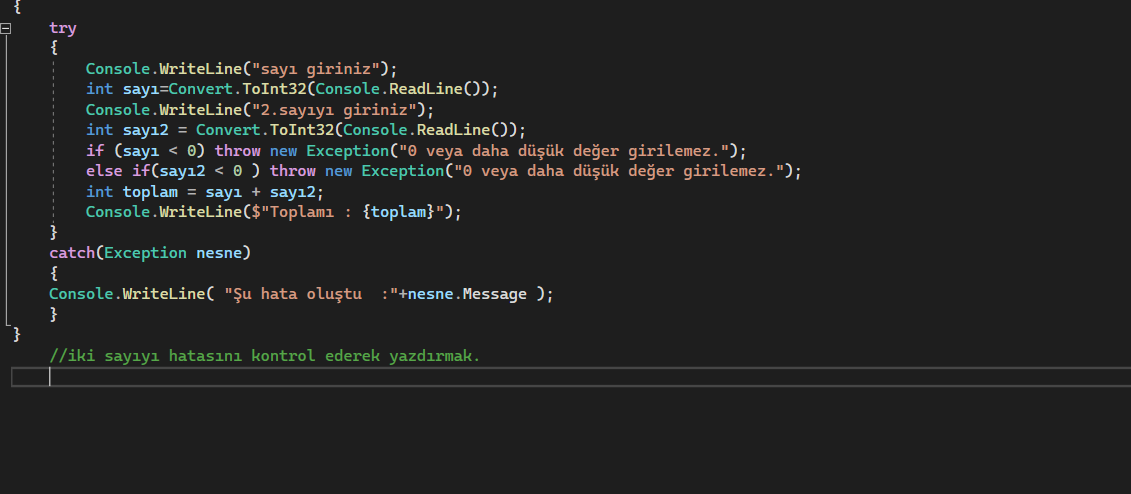 {
try
{
Console.WriteLine("sayı giriniz");
int sayı=Convert.ToInt32(Console.ReadLine());
Console.WriteLine("2.sayıyı giriniz");
int sayı2 = Convert.ToInt32(Console.ReadLine());
if (sayı < 0) throw new Exception("0 veya daha düşük değer girilemez.");
else if(sayı2 < 0 ) throw new Exception("0 veya daha düşük değer girilemez.");
int toplam = sayı + sayı2;
Console.WriteLine($"Toplamı : {toplam}");
}
catch(Exception nesne)
{
Console.WriteLine( "Şu hata oluştu  :"+nesne.Message );
}
}
//iki sayıyı hatasını kontrol ederek yazdırmak.